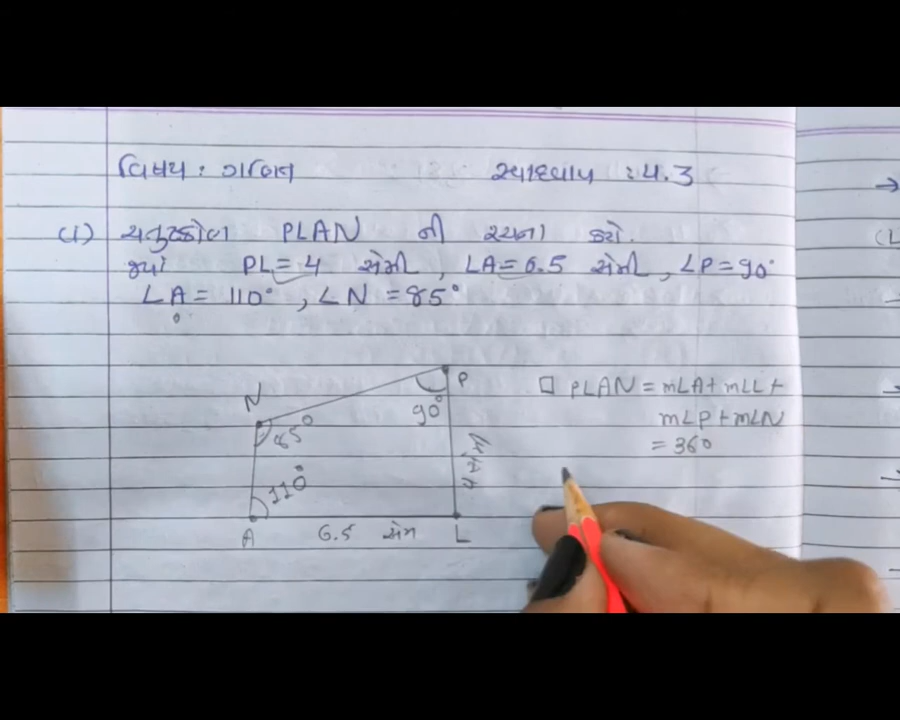 વિષય : ગણિત
સ્વાધ્યાય : 4.3
(1) ચતુષ્કોણ PLAN ની રચના કરો.
જ્યાં PL = 4 સેમી , LA = 6.5 સેમી , ∠P = 90°
∠A = 110° , ∠N = 85°
N
P
90°
85°
110°
4 સેમી
A
6.5 સેમ
L
□ PLAN = m∠A + m∠L +
m∠P + m∠N
= 360
(L